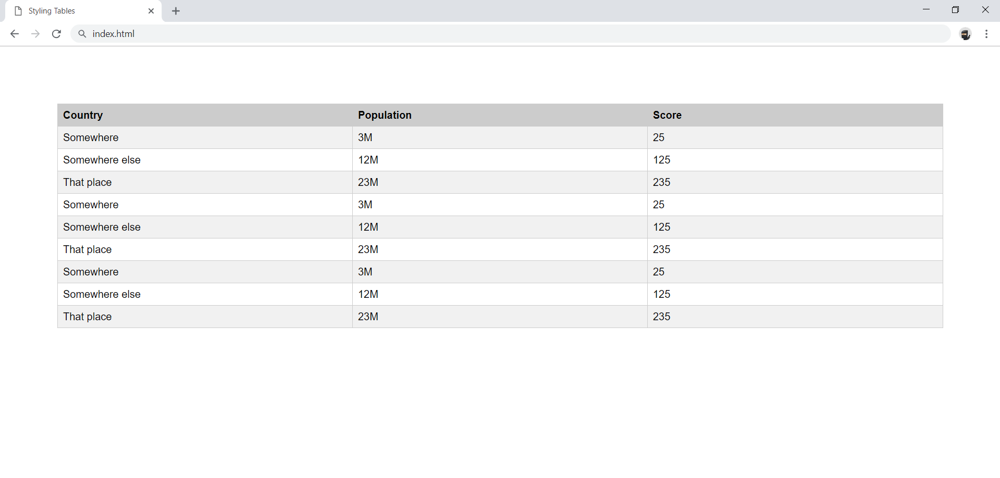 Styling Tables
index.html
Country Population Score
Somewhere 3M 25
Somewhere else 12M 125
That place 23M 235
Somewhere 3M 25
Somewhere else 12M 125
That place 23M 235
Somewhere 3M 25
Somewhere else 12M 125
That place 23M 235